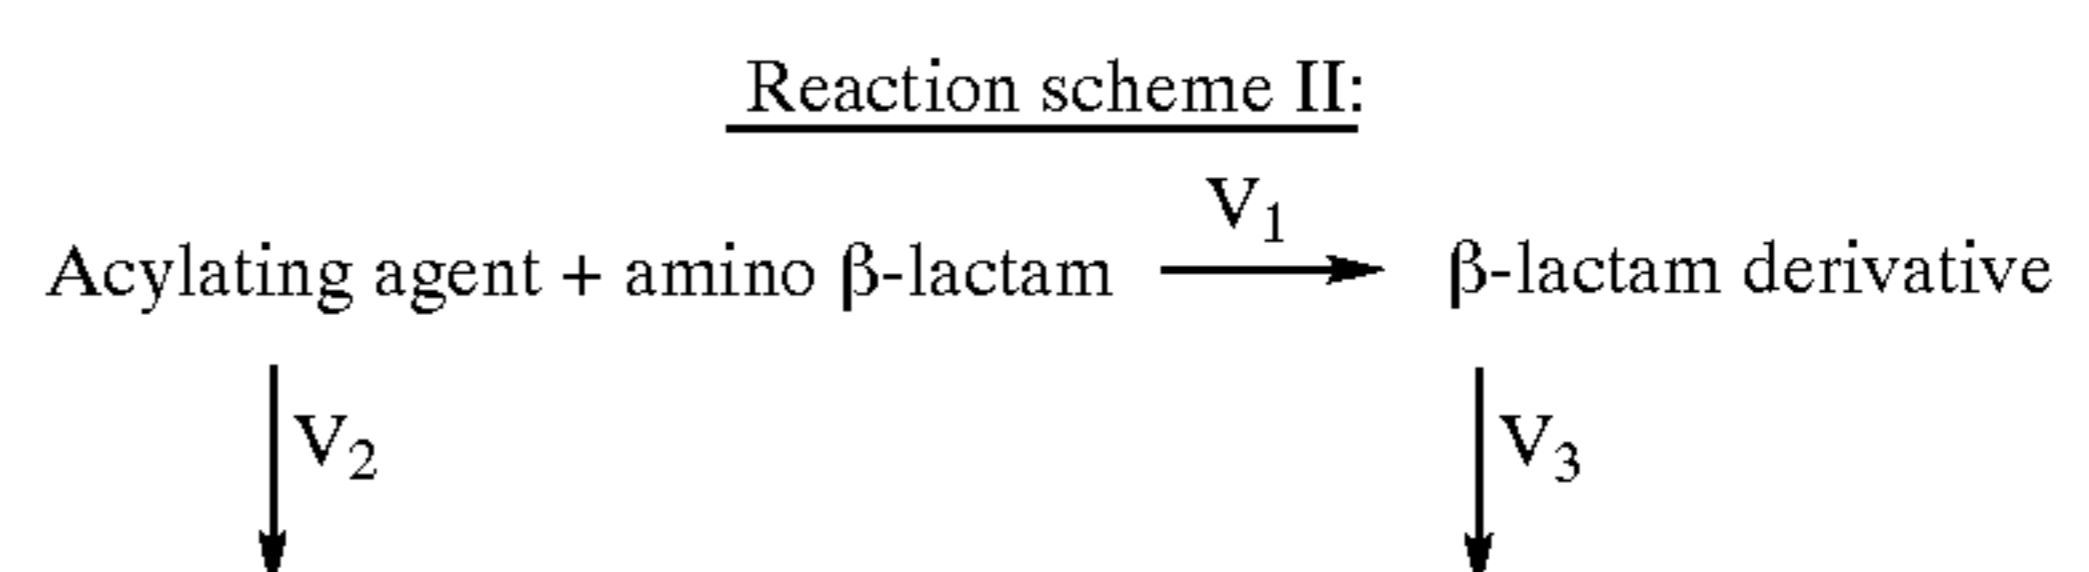 Reaction scheme II:
V₁
Acylating agent + amino β-lactam → β-lactam derivative
V₂ V₃